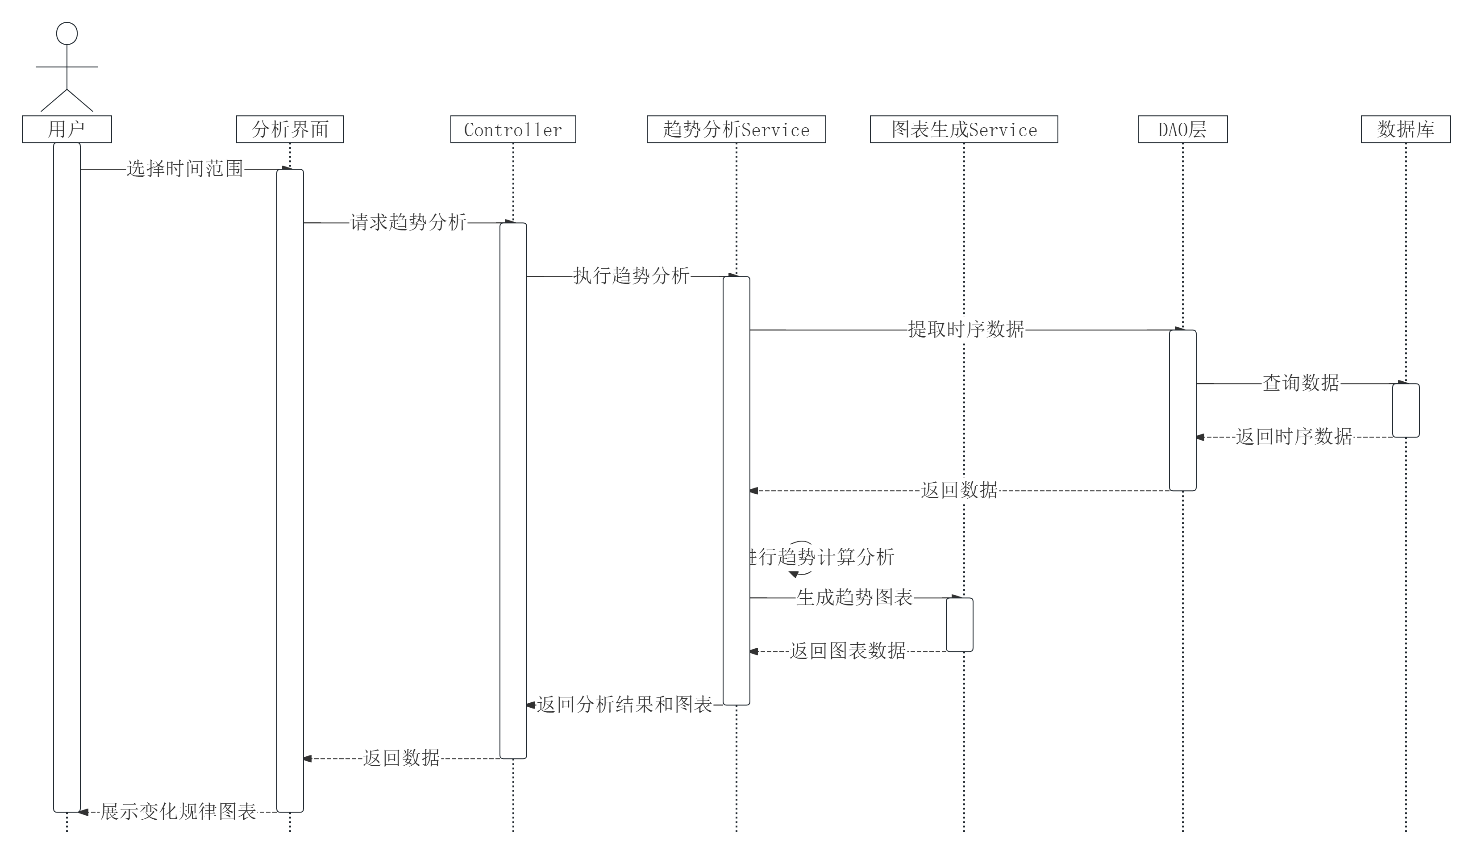 用户
分析界面
Controller
趋势分析Service
图表生成Service
DAO层
数据库
选择时间范围
请求趋势分析
执行趋势分析
提取时序数据
查询数据
返回时序数据
返回数据
进行趋势计算分析
生成趋势图表
返回图表数据
返回分析结果和图表
返回数据
展示变化规律图表